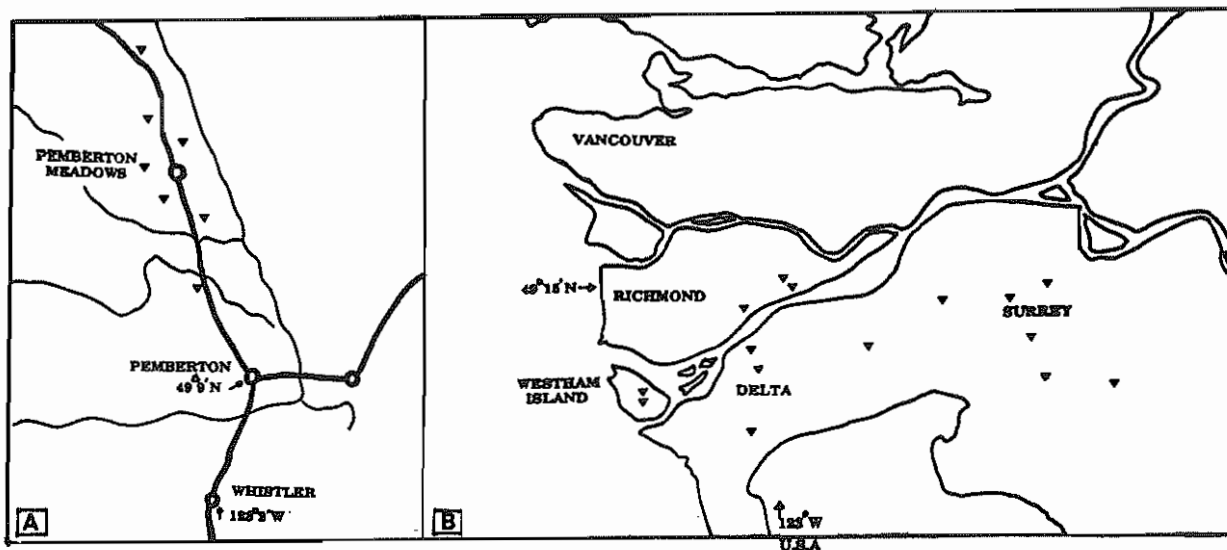 PEMBERTON
MEADOWS
PEMBERTON
49°9'N
WHISTLER
123°2'W
A
VANCOUVER
49°15'N
RICHMOND
SURREY
WESTHAM
ISLAND
DELTA
123°W
U.S.A
B